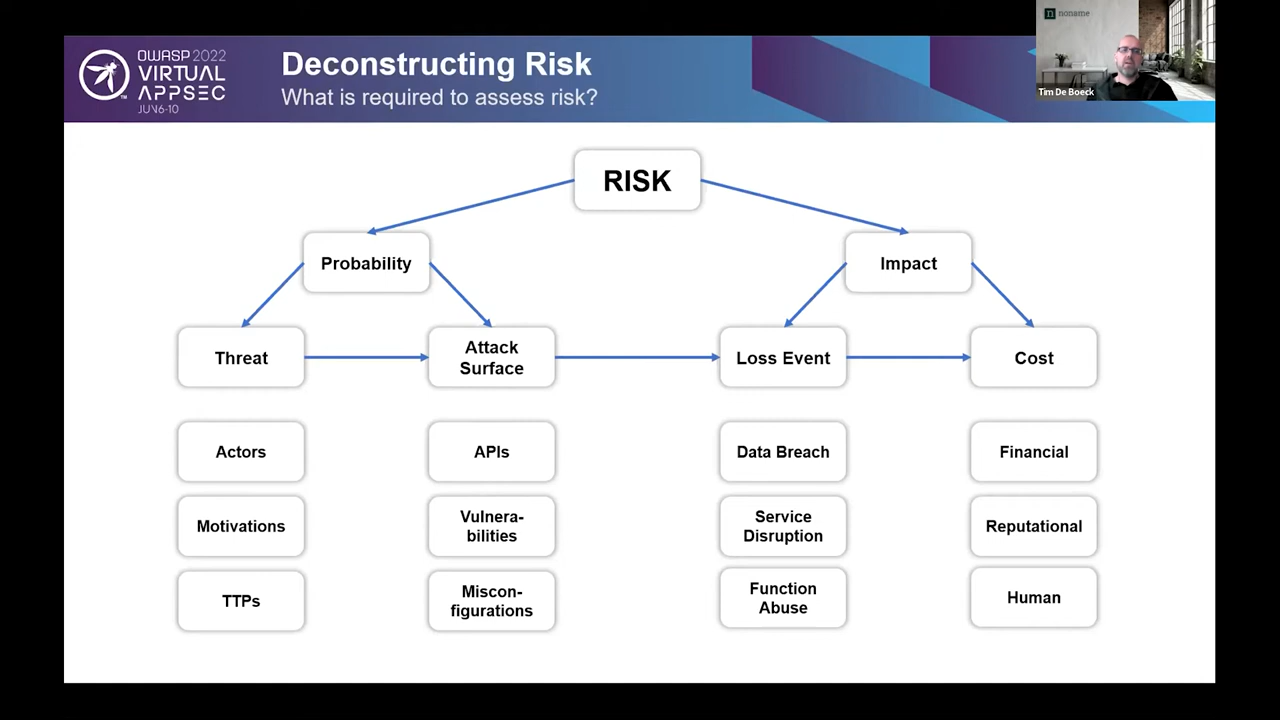 noname
Tim De Boeck
OWASP 2022
VIRTUAL
APPSEC
JUN 6-10
Deconstructing Risk
What is required to assess risk?
RISK
Probability
Impact
Threat
Attack
Surface
Loss Event
Cost
Actors
APIs
Data Breach
Financial
Motivations
Vulnera-
bilities
Service
Disruption
Reputational
TTPs
Miscon-
figurations
Function
Abuse
Human